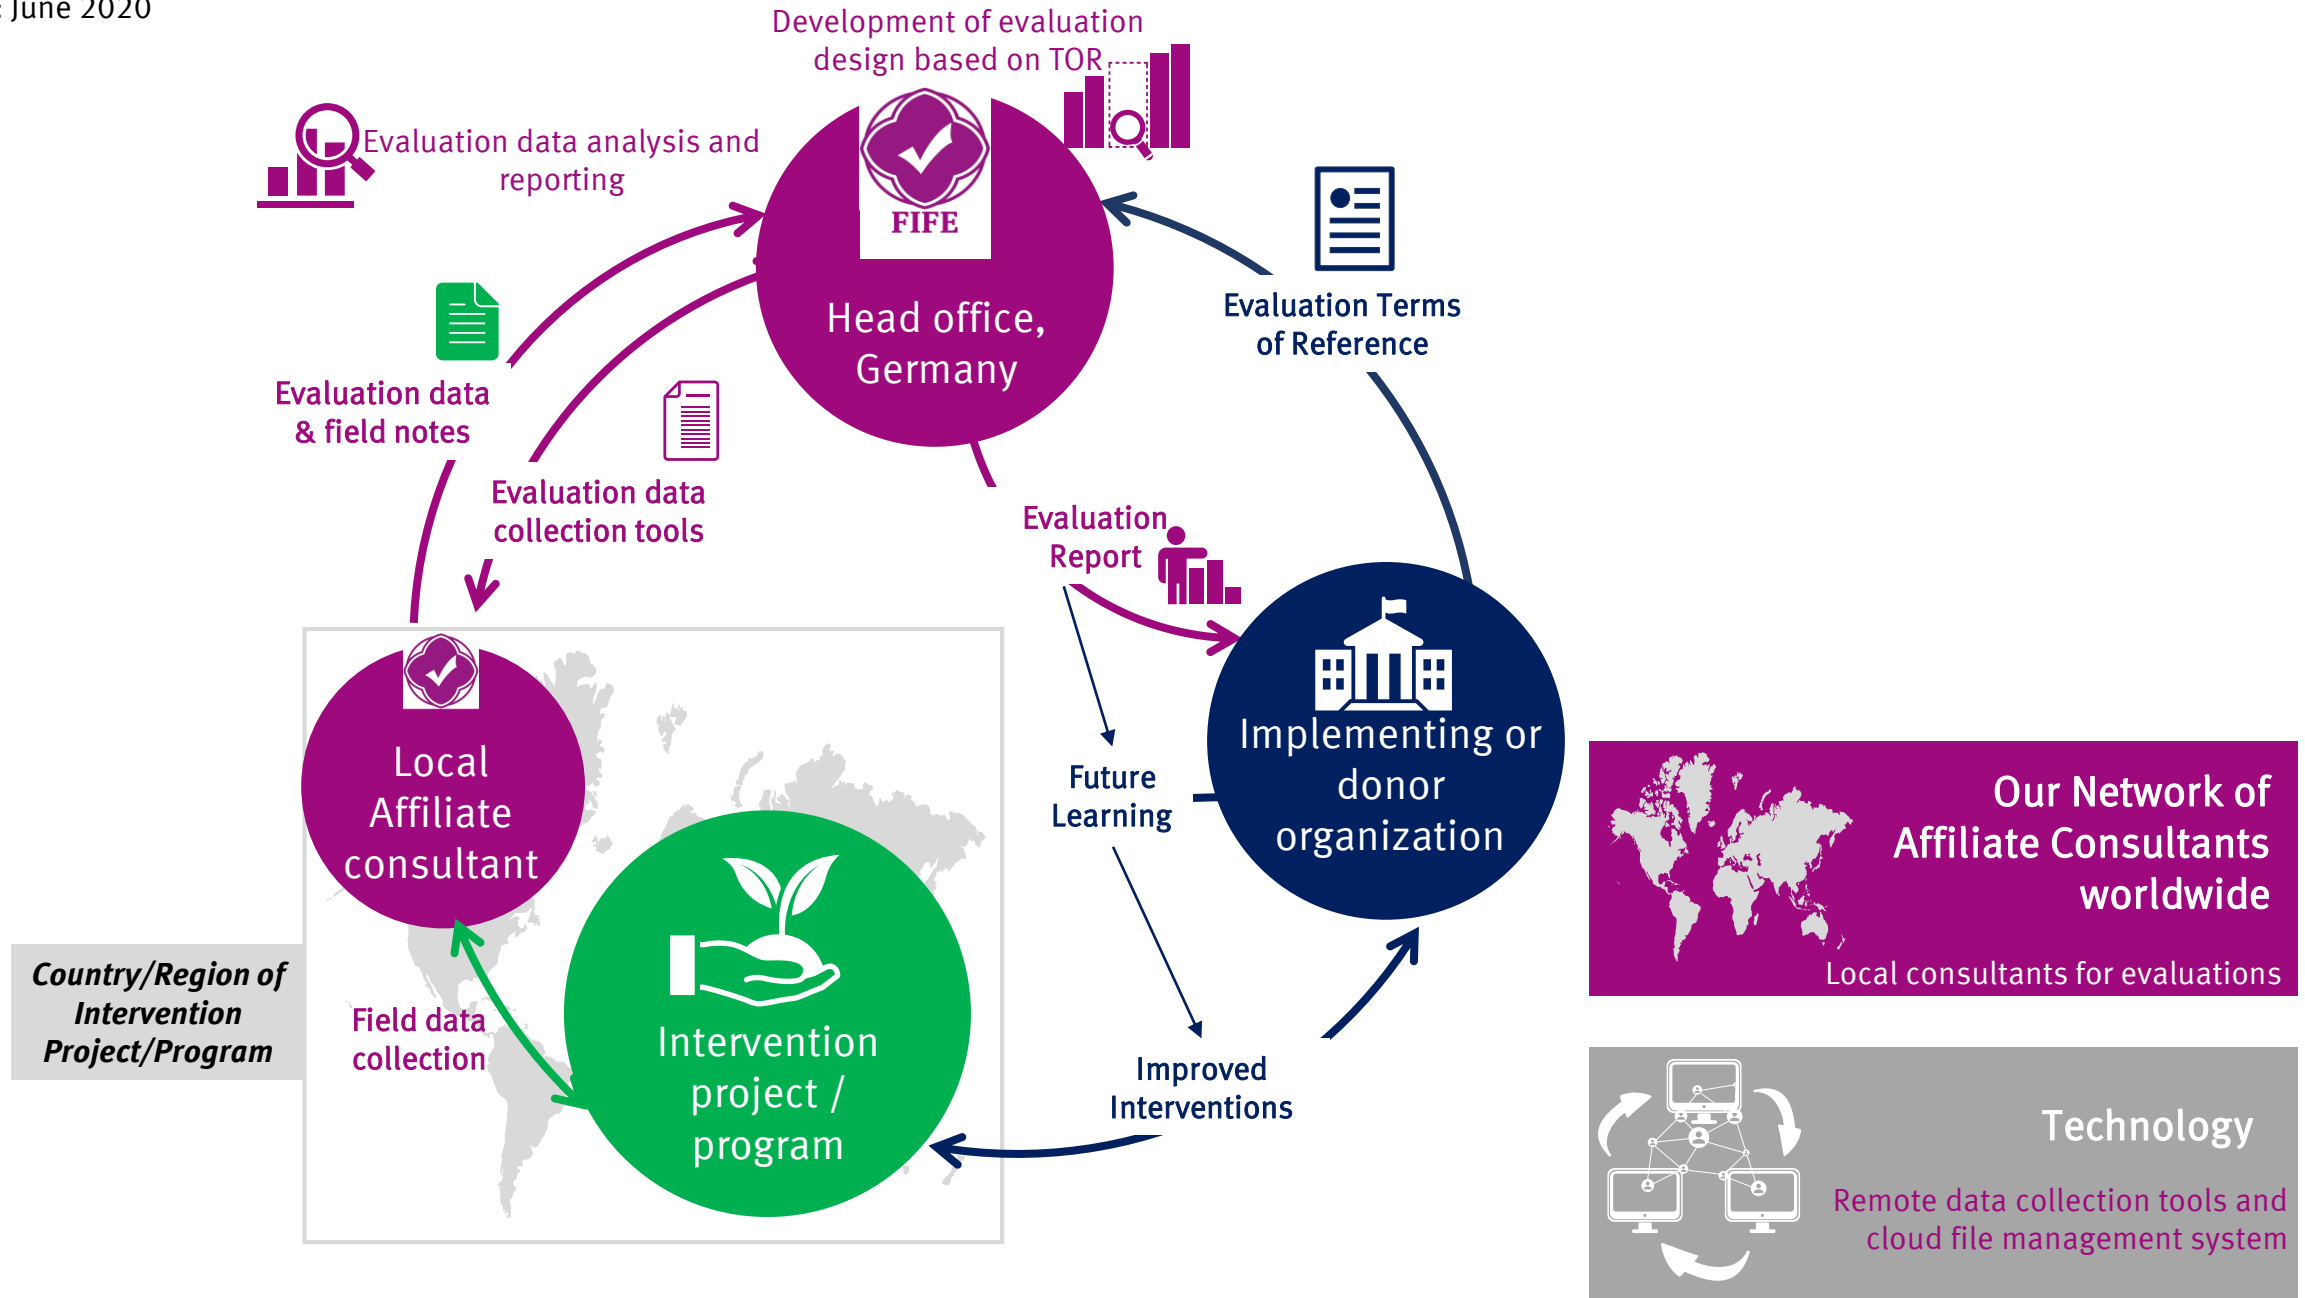 : June 2020
Development of evaluation
design based on TOR
Evaluation data analysis and
reporting
FIFE
Head office,
Germany
Evaluation Terms
of Reference
Evaluation data
& field notes
Evaluation data
collection tools
Evaluation
Report
Implementing or
donor
organization
Future
Learning
Local
Affiliate
consultant
Our Network of
Affiliate Consultants
worldwide
Local consultants for evaluations
Country/Region of
Intervention
Project/Program
Field data
collection
Intervention
project /
program
Improved
Interventions
Technology
Remote data collection tools and
cloud file management system